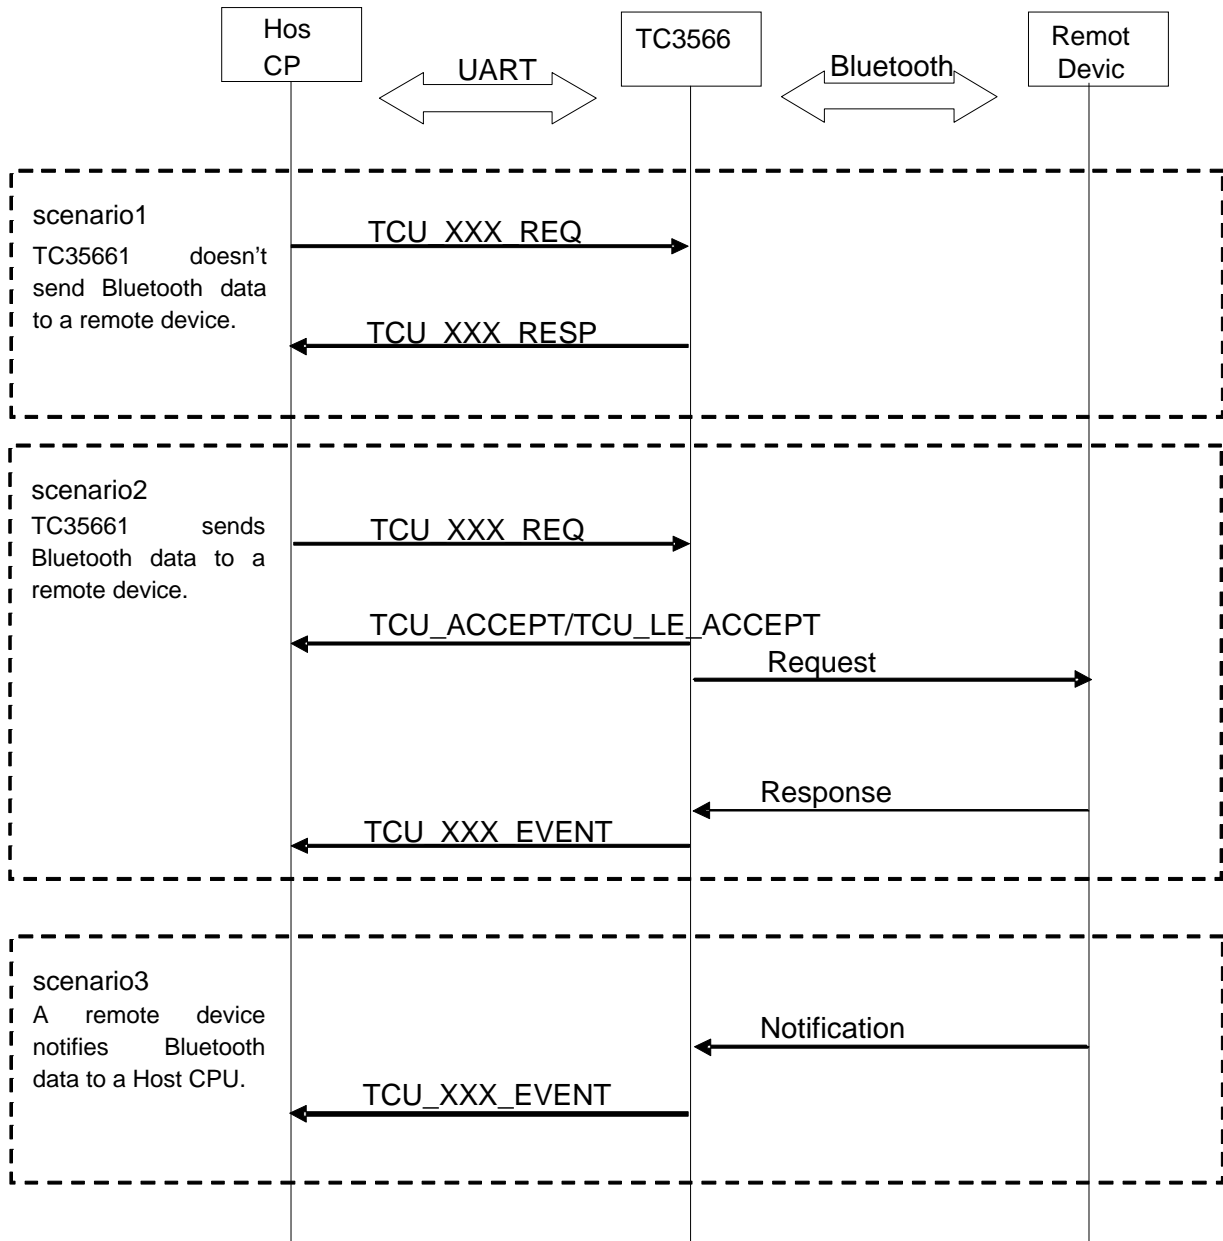 Hos
CP
UART
TC3566
Bluetooth
Remot
Devic
scenario1
TC35661 doesn't
send Bluetooth data
to a remote device.
TCU_XXX_REQ
TCU_XXX_RESP
scenario2
TC35661 sends
Bluetooth data to a
remote device.
TCU_XXX_REQ
TCU_ACCEPT/TCU_LE_ACCEPT
Request
Response
TCU_XXX_EVENT
scenario3
A remote device
notifies Bluetooth
data to a Host CPU.
Notification
TCU_XXX_EVENT